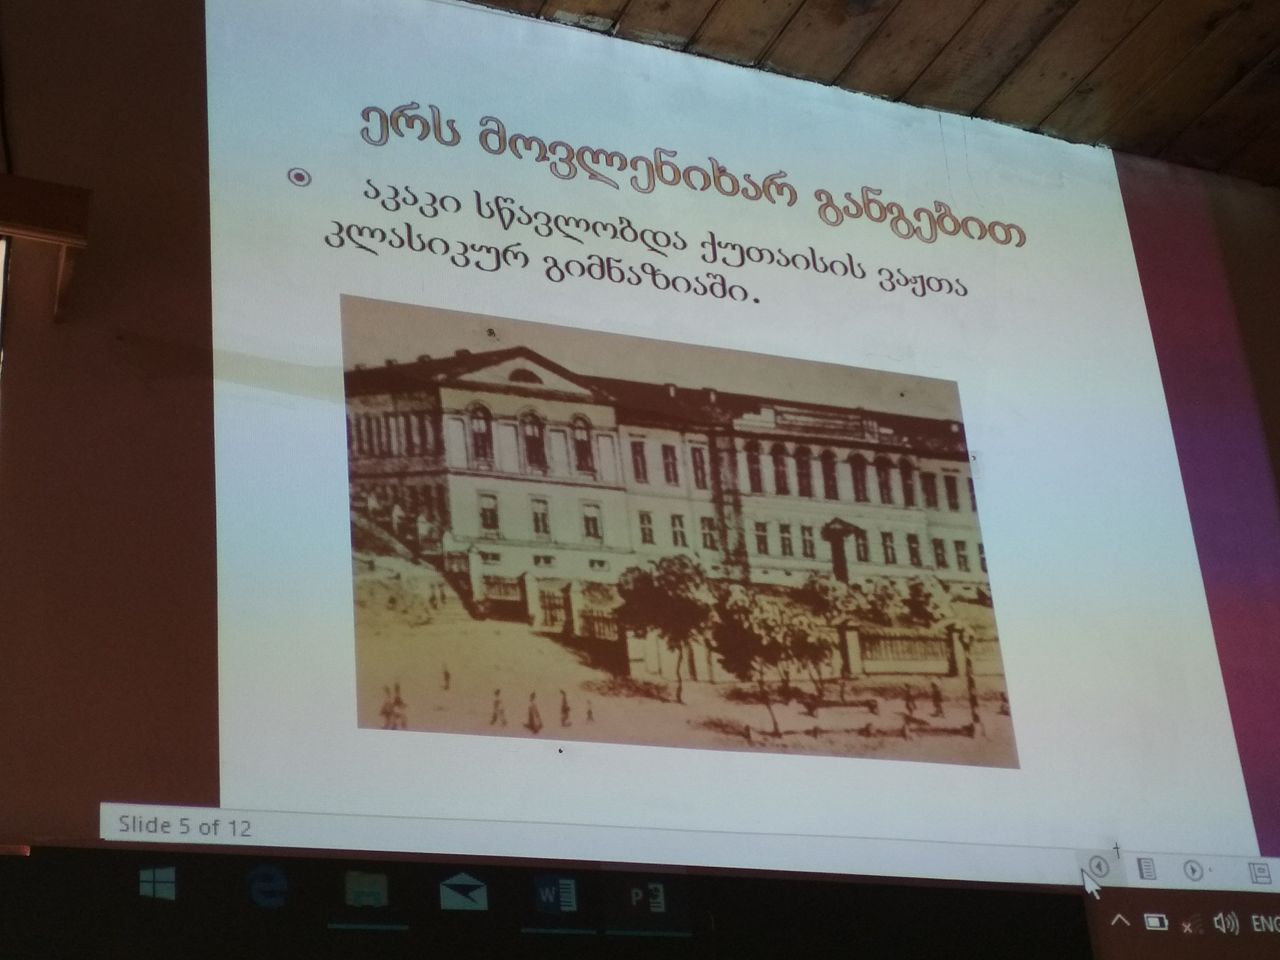 ერს მოვლენიხარ განგებით
აკაკი სწავლობდა ქუთაისის ვაჟთა
კლასიკურ გიმნაზიაში.
Slide 5 of 12
ENG